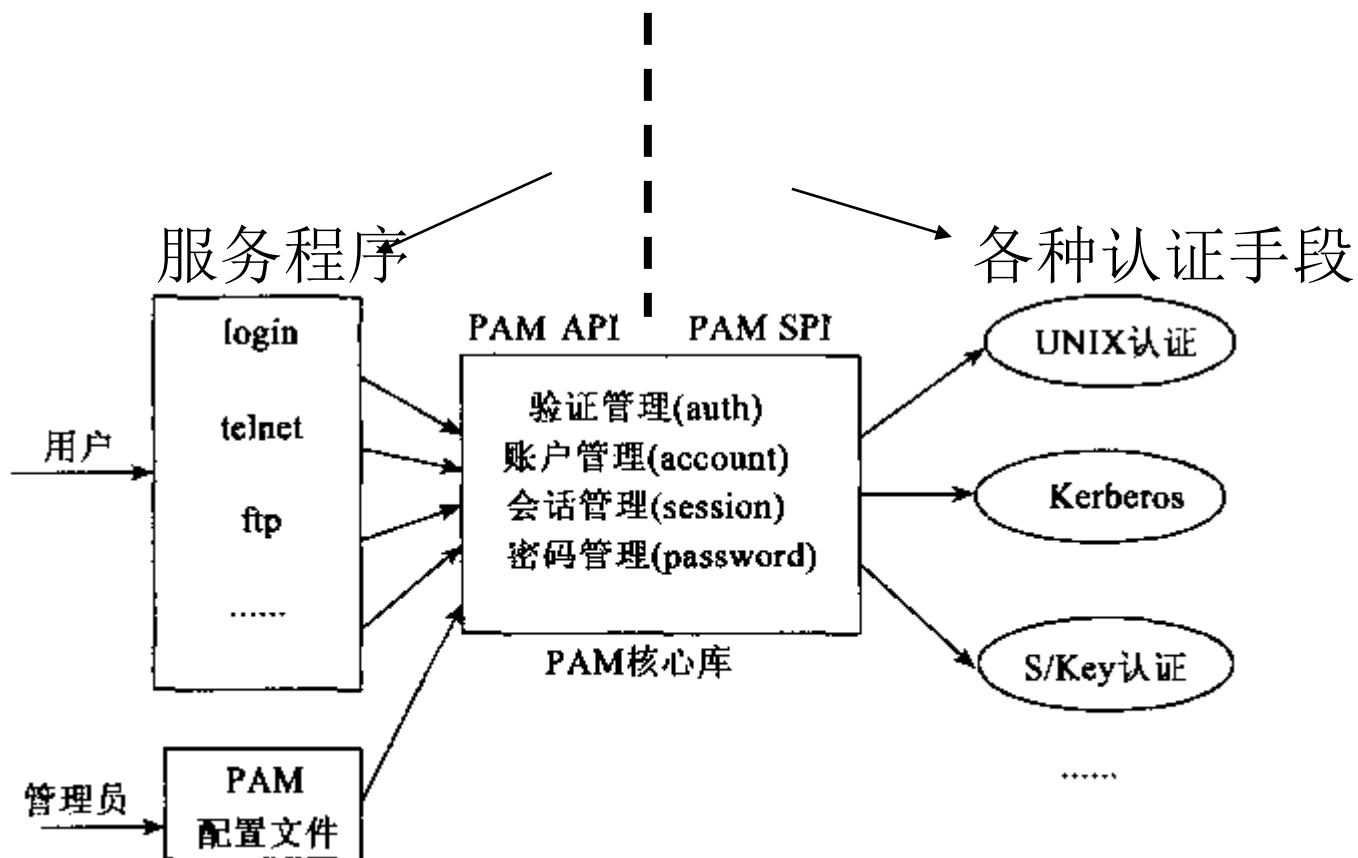 服务程序
各种认证手段
PAM API
PAM SPI
用户
login
telnet
ftp
......
验证管理(auth)
账户管理(account)
会话管理(session)
密码管理(password)
PAM核心库
UNIX认证
Kerberos
S/Key认证
......
管理员
PAM
配置文件